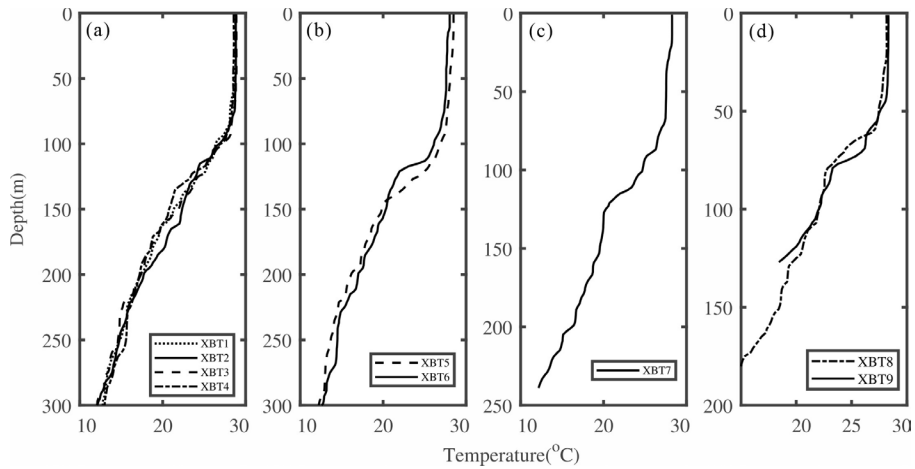 (a)
0
50
100
150
200
250
300
10 20 30
XBT1
XBT2
XBT3
XBT4
Depth(m)
(b)
0
50
100
150
200
250
300
10 20 30
XBT5
XBT6
(c)
0
50
100
150
200
250
10 20 30
XBT7
(d)
0
50
100
150
200
20 25 30
XBT8
XBT9
Temperature(°C)